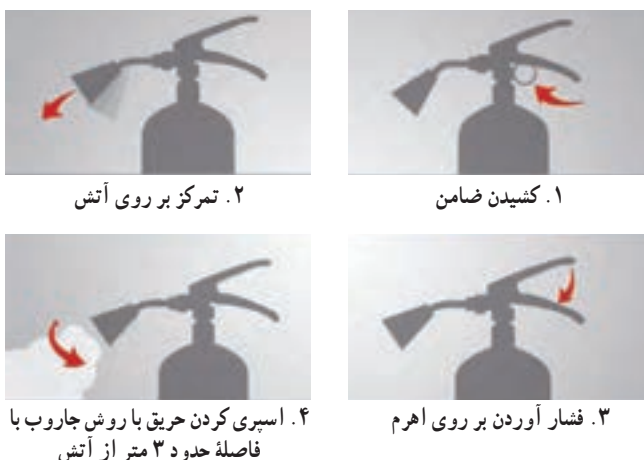 ۱. کشیدن ضامن
۲. تمرکز بر روی آتش
۳. فشار آوردن بر روی اهرم
۴. اسپری کردن حریق با روش جاروب با
فاصلهٔ حدود ۳ متر از آتش